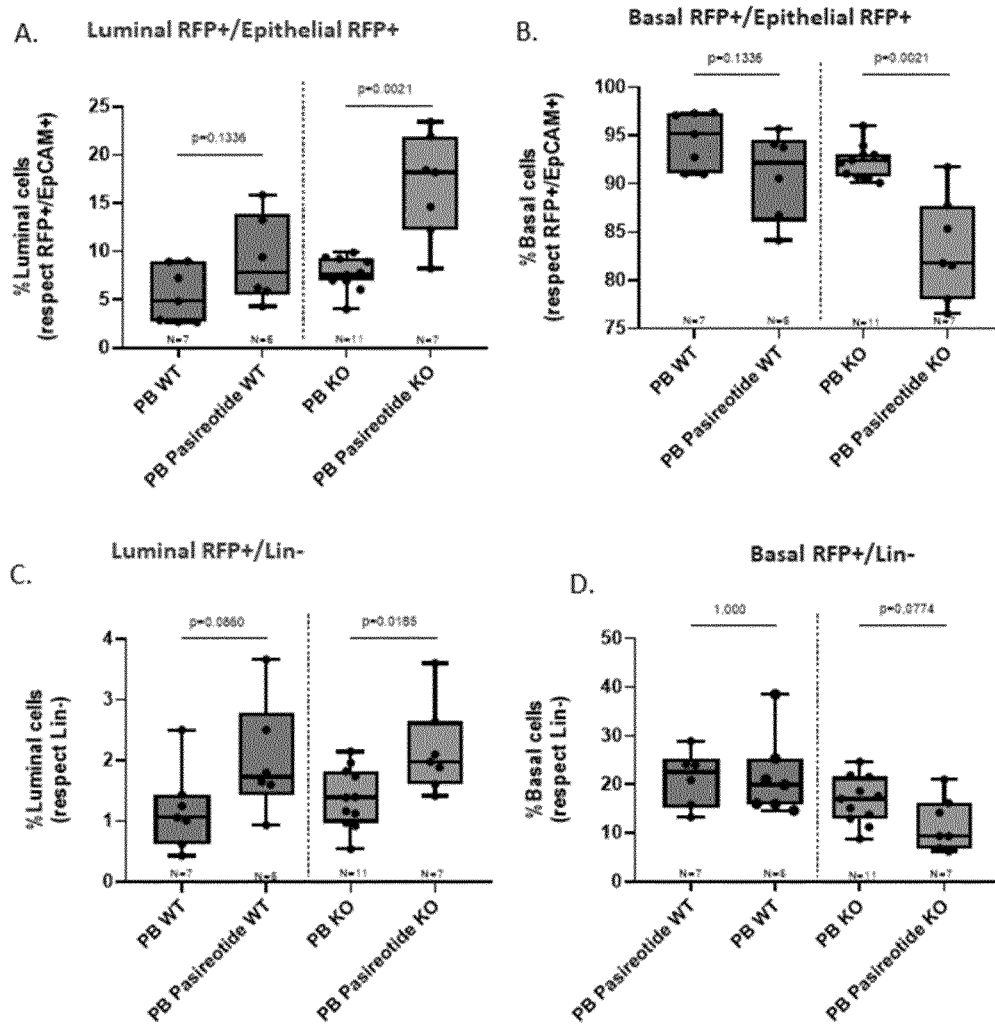 A.
Luminal RFP+/Epithelial RFP+
p=0.1336
p=0.0021
%Luminal cells
(respect RFP+/EpCAM+)
25
20
15
10
5
0
N=7
N=6
N=11
N=7
PB WT
PB Pasireotide WT
PB KO
PB Pasireotide KO
B.
Basal RFP+/Epithelial RFP+
p=0.1336
p=0.0021
%Basal cells
(respect RFP+/EpCAM+)
100
95
90
85
80
75
N=7
N=6
N=11
N=7
PB WT
PB Pasireotide WT
PB KO
PB Pasireotide KO
C.
Luminal RFP+/Lin-
p=0.0860
p=0.0185
%Luminal cells
(respect Lin-)
4
3
2
1
0
N=7
N=6
N=11
N=7
PB WT
PB Pasireotide WT
PB KO
PB Pasireotide KO
D.
Basal RFP+/Lin-
1.000
p=0.0774
%Basal cells
(respect Lin-)
50
40
30
20
10
0
N=7
N=6
N=11
N=7
PB Pasireotide WT
PB WT
PB KO
PB Pasireotide KO